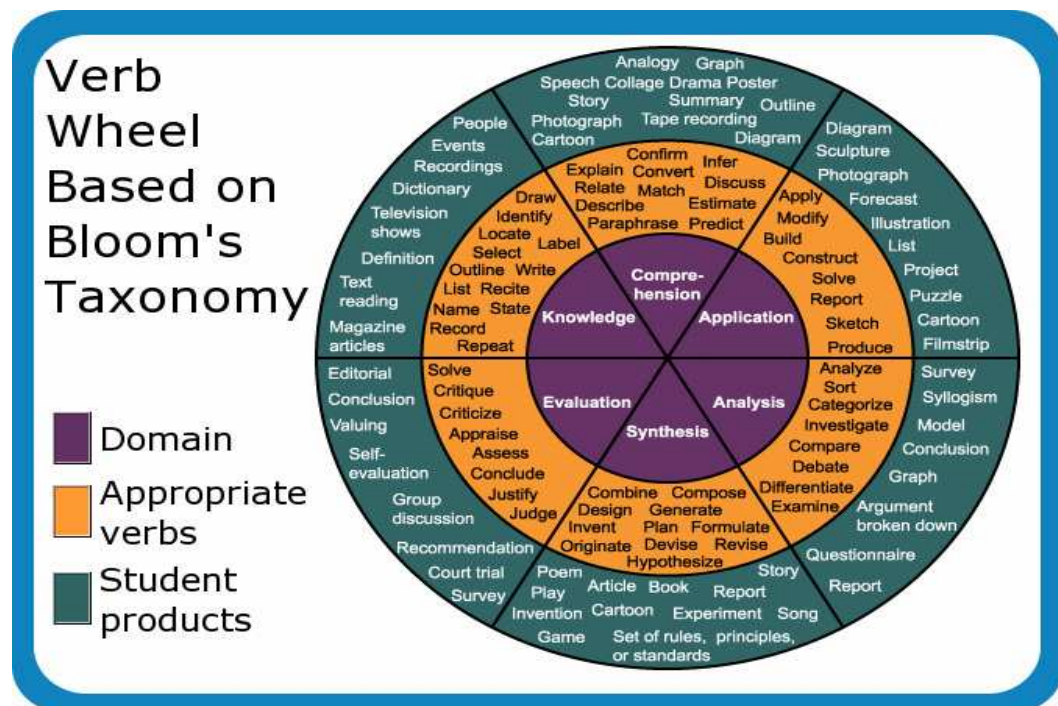 Verb
Wheel
Based on
Bloom's
Taxonomy
Domain
Appropriate
verbs
Student
products
Knowledge
Compre-
hension
Application
Analysis
Synthesis
Evaluation
Draw
Identify
Locate
Select Label
Outline Write
List Recite
Name State
Record
Repeat
Confirm
Explain Convert Infer
Relate Match Discuss
Describe Estimate
Paraphrase Predict
Apply
Modify
Build
Construct
Solve
Report
Sketch
Produce
Analyze
Sort
Categorize
Investigate
Compare
Debate
Differentiate
Examine
Combine Compose
Design Generate
Invent Plan Formulate
Originate Devise Revise
Hypothesize
Solve
Critique
Criticize
Appraise
Assess
Conclude
Justify
Judge
People
Events
Recordings
Dictionary
Television
shows
Definition
Text
reading
Magazine
articles
Analogy Graph
Speech Collage Drama Poster
Story Summary Outline
Photograph Tape recording
Cartoon Diagram
Diagram
Sculpture
Photograph
Forecast
Illustration
List
Project
Puzzle
Cartoon
Filmstrip
Survey
Syllogism
Model
Conclusion
Graph
Argument
broken down
Questionnaire
Report
Poem Story
Play Article Book Report
Invention Cartoon Experiment Song
Game Set of rules, principles,
or standards
Editorial
Conclusion
Valuing
Self-
evaluation
Group
discussion
Recommendation
Court trial
Survey